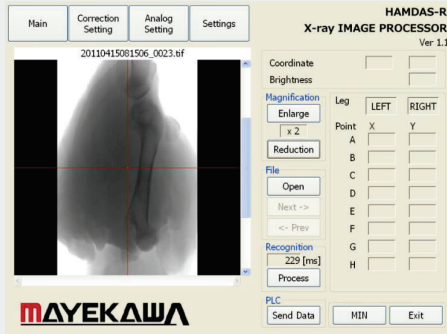 HAMDAS-R
X-ray IMAGE PROCESSOR
Ver 1.1
Main
Correction Setting
Analog Setting
Settings
20110415081506_0023.tif
Coordinate
Brightness
Magnification
Enlarge
x 2
Reduction
File
Open
Next ->
<- Prev
Recognition
229 [ms]
Process
PLC
Send Data
Leg LEFT RIGHT
Point X Y
A
B
C
D
E
F
G
H
MIN
Exit
MAYEKAWA